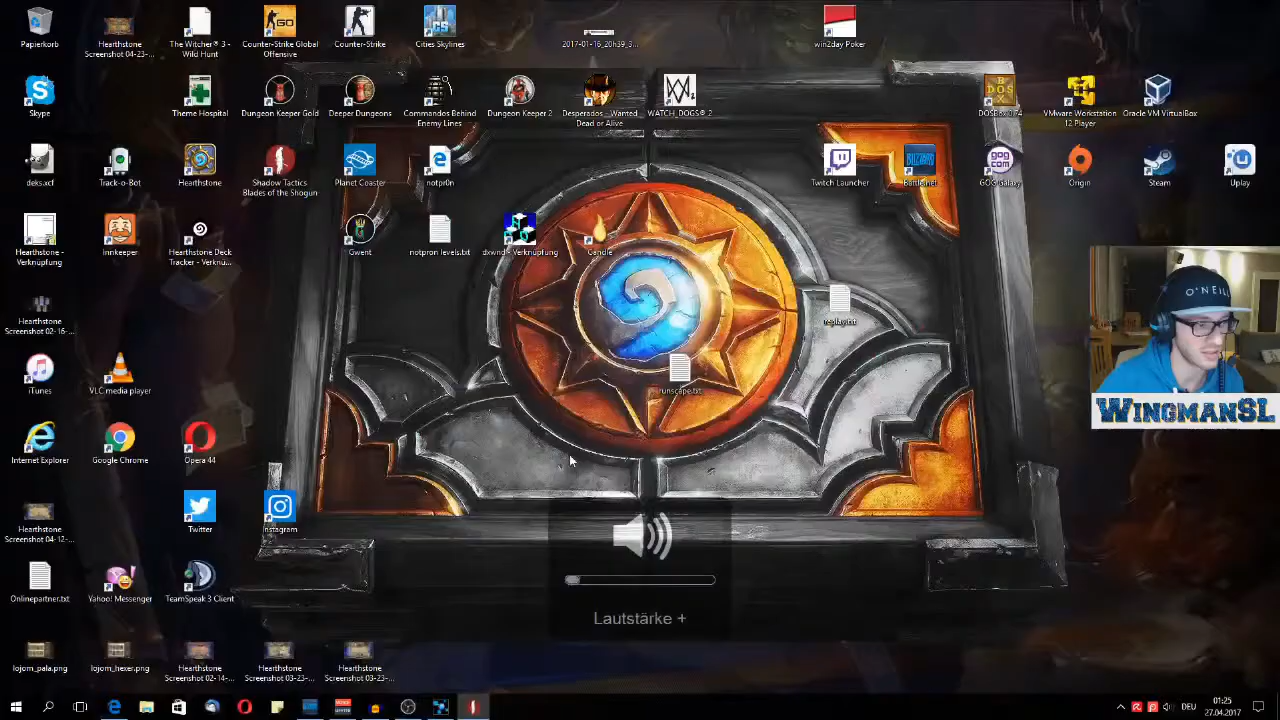 Papierkorb
Hearthstone
Screenshot 04-23-...
The Witcher® 3 -
Wild Hunt
Counter-Strike Global
Offensive
Counter-Strike
Cities Skylines
2017-01-16_20h39_5...
win2day Poker
Skype
Theme Hospital
Dungeon Keeper Gold
Deeper Dungeons
Commandos Behind
Enemy Lines
Dungeon Keeper 2
Desperados - Wanted
Dead or Alive
WATCH_DOGS® 2
DOSBox 0.74
VMware Workstation
12 Player
Oracle VM VirtualBox
deks.xcf
Track-o-Bot
Hearthstone
Shadow Tactics
Blades of the Shogun
Planet Coaster
notpr0n
Twitch Launcher
Battle.net
GOG Galaxy
Origin
Steam
Uplay
Hearthstone -
Verknüpfung
Innkeeper
Hearthstone Deck
Tracker - Verknü...
Gwent
notpron levels.txt
dxwnd - Verknüpfung
Candle
O'NEILL
Hearthstone
Screenshot 02-16-...
replay.txt
iTunes
VLC media player
runscape.txt
WINGMANSL
Internet Explorer
Google Chrome
Opera 44
Hearthstone
Screenshot 04-12-...
Twitter
Instagram
Onlinepartner.txt
Yahoo! Messenger
TeamSpeak 3 Client
Lautstärke +
lojom_pala.png
lojom_hexer.png
Hearthstone
Screenshot 02-14-...
Hearthstone
Screenshot 03-23-...
Hearthstone
Screenshot 03-23-...
DEU
01:25
27.04.2017